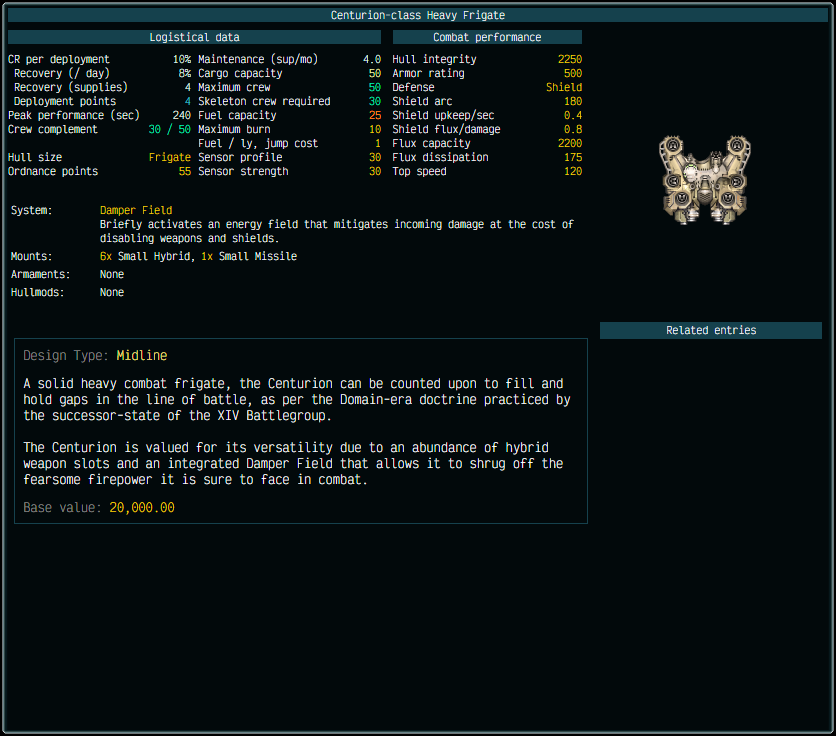 Centurion-class Heavy Frigate
Logistical data
CR per deployment 10% Maintenance (sup/mo) 4.0
Recovery (/ day) 8% Cargo capacity 50
Recovery (supplies) 4 Maximum crew 50
Deployment points 4 Skeleton crew required 30
Peak performance (sec) 240 Fuel capacity 25
Crew complement 30 / 50 Maximum burn 10
Fuel / ly, jump cost 1
Hull size Frigate Sensor profile 30
Ordnance points 55 Sensor strength 30
Combat performance
Hull integrity 2250
Armor rating 500
Defense Shield
Shield arc 180
Shield upkeep/sec 0.4
Shield flux/damage 0.8
Flux capacity 2200
Flux dissipation 175
Top speed 120
System: Damper Field
Briefly activates an energy field that mitigates incoming damage at the cost of
disabling weapons and shields.
Mounts: 6x Small Hybrid, 1x Small Missile
Armaments: None
Hullmods: None
Related entries
Design Type: Midline
A solid heavy combat frigate, the Centurion can be counted upon to fill and
hold gaps in the line of battle, as per the Domain-era doctrine practiced by
the successor-state of the XIV Battlegroup.
The Centurion is valued for its versatility due to an abundance of hybrid
weapon slots and an integrated Damper Field that allows it to shrug off the
fearsome firepower it is sure to face in combat.
Base value: 20,000.00